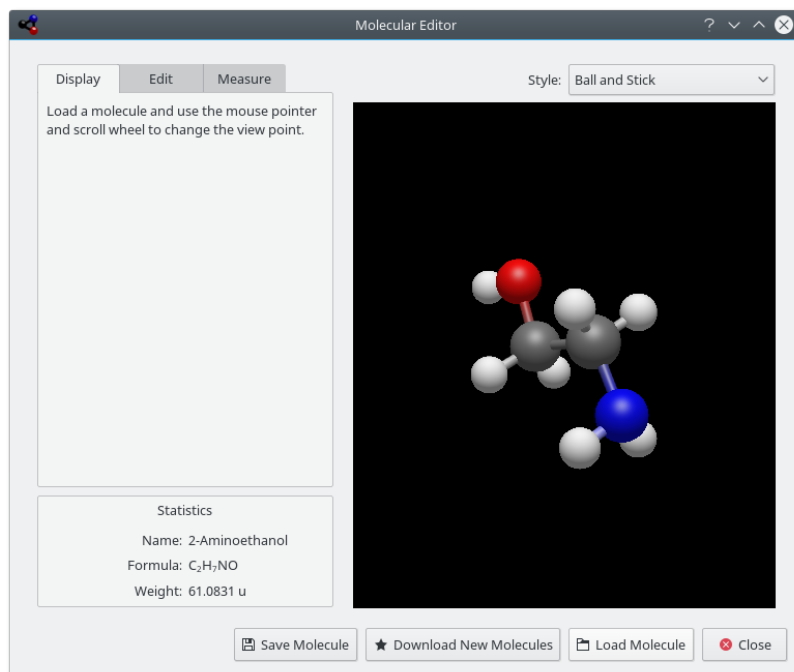 Molecular Editor
Display Edit Measure
Style: Ball and Stick
Load a molecule and use the mouse pointer
and scroll wheel to change the view point.
Statistics
Name: 2-Aminoethanol
Formula: C₂H₇NO
Weight: 61.0831 u
Save Molecule Download New Molecules Load Molecule Close